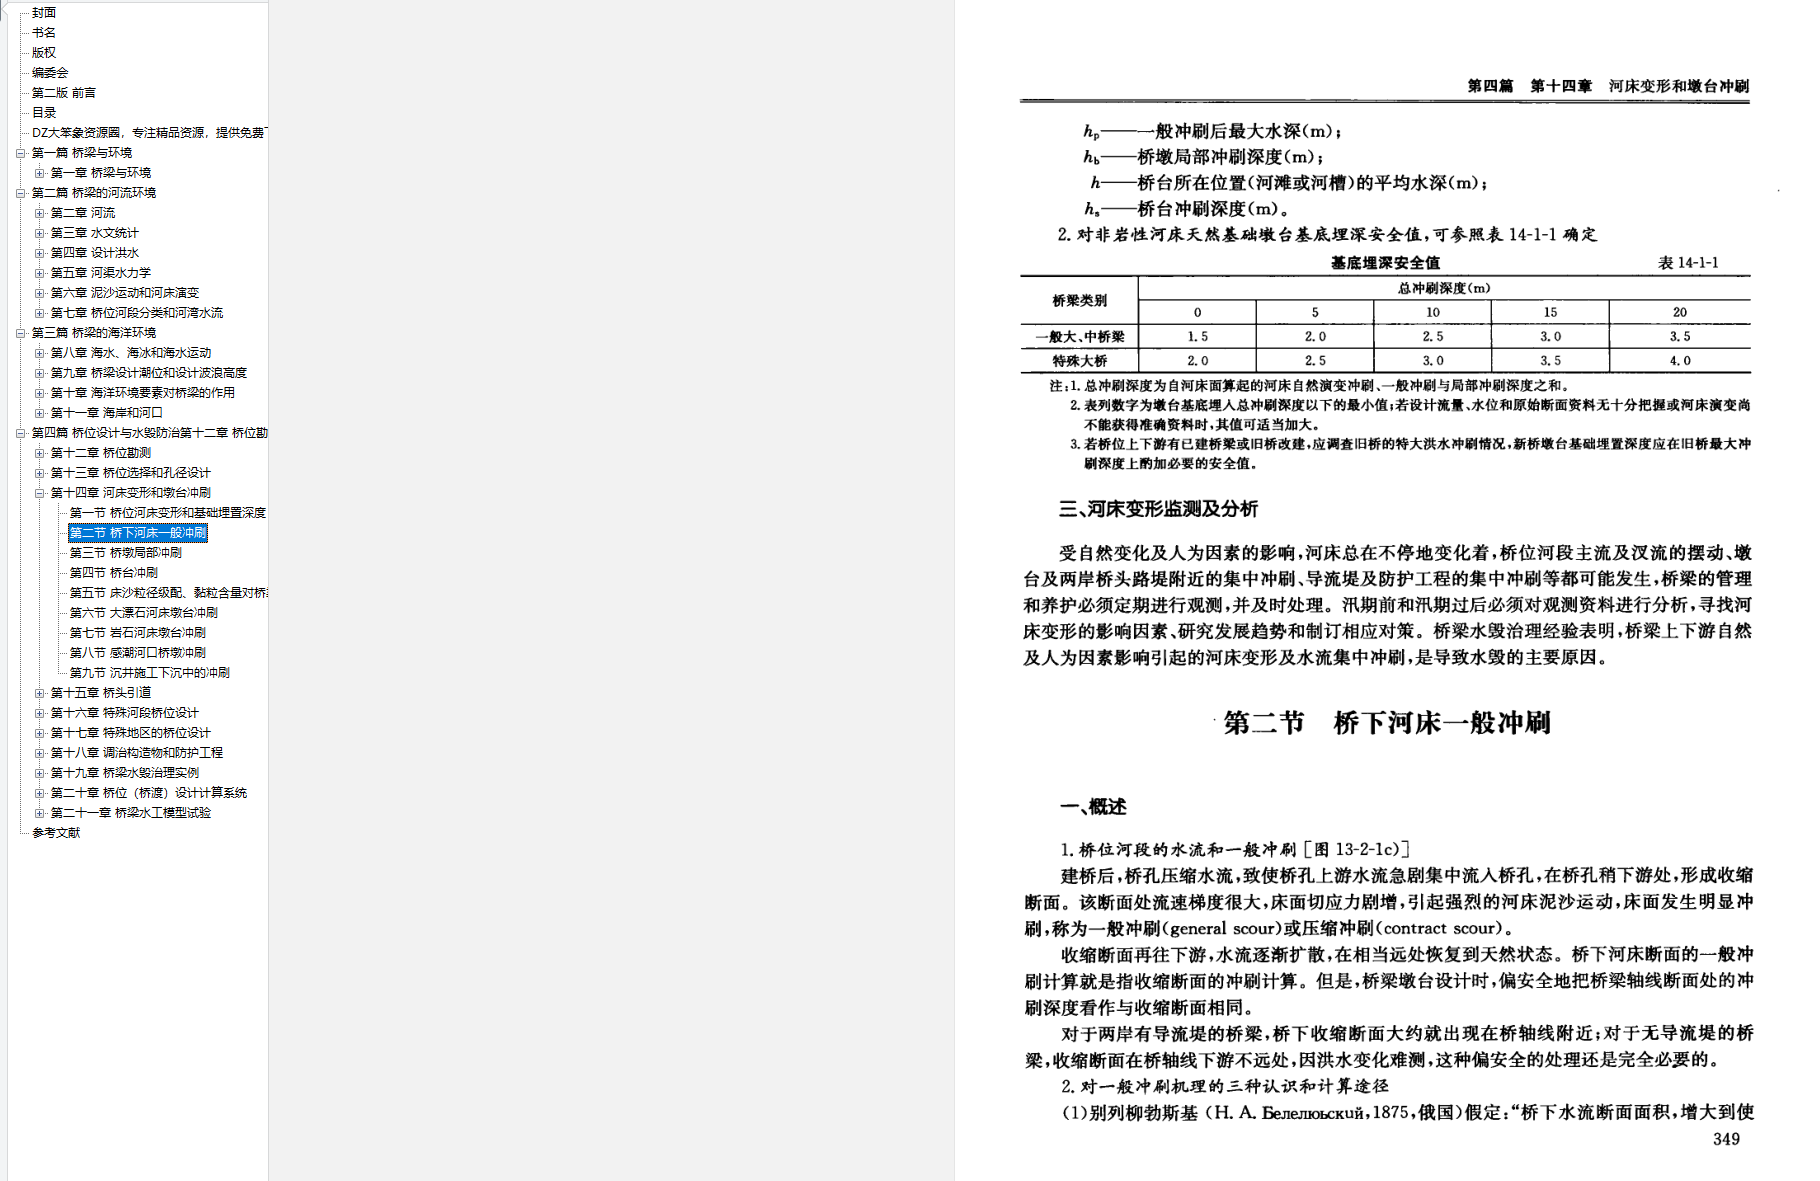 封面
书名
版权
编委会
第二版 前言
目录
DZ大笨象资源圈，专注精品资源，提供免费
第一篇 桥梁与环境
第一章 桥梁与环境
第二篇 桥梁的河流环境
第二章 河流
第三章 水文统计
第四章 设计洪水
第五章 河渠水力学
第六章 泥沙运动和河床演变
第七章 桥位河段分类和河湾水流
第三篇 桥梁的海洋环境
第八章 海水、海冰和海水运动
第九章 桥梁设计潮位和设计波浪高度
第十章 海洋环境要素对桥梁的作用
第十一章 海岸和河口
第四篇 桥位设计与水毁防治第十二章 桥位勘
第十二章 桥位勘测
第十三章 桥位选择和孔径设计
第十四章 河床变形和墩台冲刷
第一节 桥位河床变形和基础埋置深度
第二节 桥下河床一般冲刷
第三节 桥墩局部冲刷
第四节 桥台冲刷
第五节 床沙粒径级配、黏粒含量对桥
第六节 大漂石河床墩台冲刷
第七节 岩石河床墩台冲刷
第八节 感潮河口桥墩冲刷
第九节 沉井施工下沉中的冲刷
第十五章 桥头引道
第十六章 特殊河段桥位设计
第十七章 特殊地区的桥位设计
第十八章 调治构造物和防护工程
第十九章 桥梁水毁治理实例
第二十章 桥位（桥渡）设计计算系统
第二十一章 桥梁水工模型试验
参考文献
第四篇 第十四章 河床变形和墩台冲刷
hp——一般冲刷后最大水深(m);
hb——桥墩局部冲刷深度(m);
h——桥台所在位置(河滩或河槽)的平均水深(m);
hs——桥台冲刷深度(m)。
2. 对非岩性河床天然基础墩台基底埋深安全值,可参照表 14-1-1 确定
基底埋深安全值 表 14-1-1
桥梁类别 总冲刷深度(m)
0 5 10 15 20
一般大、中桥梁 1.5 2.0 2.5 3.0 3.5
特殊大桥 2.0 2.5 3.0 3.5 4.0
注:1. 总冲刷深度为自河床面算起的河床自然演变冲刷、一般冲刷与局部冲刷深度之和。
2. 表列数字为墩台基底埋入总冲刷深度以下的最小值;若设计流量、水位和原始断面资料无十分把握或河床演变尚
不能获得准确资料时,其值可适当加大。
3. 若桥位上下游有已建桥梁或旧桥改建,应调查旧桥的特大洪水冲刷情况,新桥墩台基础埋置深度应在旧桥最大冲
刷深度上酌加必要的安全值。
三、河床变形监测及分析
受自然变化及人为因素的影响,河床总在不停地变化着,桥位河段主流及汊流的摆动、墩
台及两岸桥头路堤附近的集中冲刷、导流堤及防护工程的集中冲刷等都可能发生,桥梁的管理
和养护必须定期进行观测,并及时处理。汛期前和汛期过后必须对观测资料进行分析,寻找河
床变形的影响因素、研究发展趋势和制订相应对策。桥梁水毁治理经验表明,桥梁上下游自然
及人为因素影响引起的河床变形及水流集中冲刷,是导致水毁的主要原因。
第二节 桥下河床一般冲刷
一、概述
1. 桥位河段的水流和一般冲刷[图 13-2-1c)]
建桥后,桥孔压缩水流,致使桥孔上游水流急剧集中流入桥孔,在桥孔稍下游处,形成收缩
断面。该断面处流速梯度很大,床面切应力剧增,引起强烈的河床泥沙运动,床面发生明显冲
刷,称为一般冲刷(general scour)或压缩冲刷(contract scour)。
收缩断面再往下游,水流逐渐扩散,在相当远处恢复到天然状态。桥下河床断面的一般冲
刷计算就是指收缩断面的冲刷计算。但是,桥梁墩台设计时,偏安全地把桥梁轴线断面处的冲
刷深度看作与收缩断面相同。
对于两岸有导流堤的桥梁,桥下收缩断面大约就出现在桥轴线附近;对于无导流堤的桥
梁,收缩断面在桥轴线下游不远处,因洪水变化难测,这种偏安全的处理还是完全必要的。
2. 对一般冲刷机理的三种认识和计算途径
(1)别列柳勃斯基 (Н. А. Белелюьский,1875,俄国)假定:“桥下水流断面面积,增大到使
349